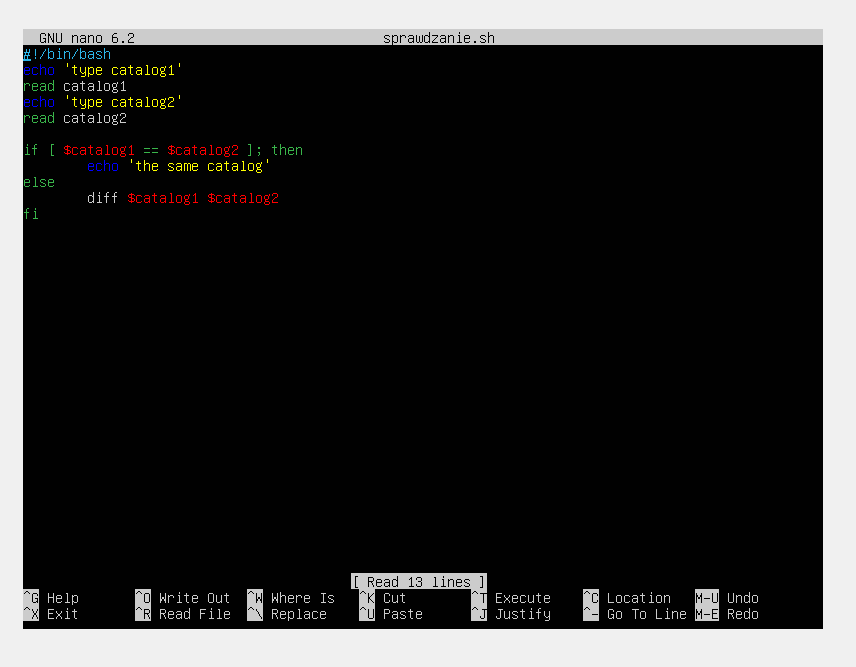 GNU nano 6.2 sprawdzanie.sh
#!/bin/bash
echo 'type catalog1'
read catalog1
echo 'type catalog2'
read catalog2
if [ $catalog1 == $catalog2 ]; then
echo 'the same catalog'
else
diff $catalog1 $catalog2
fi
[ Read 13 lines ]
^G Help ^O Write Out ^W Where Is ^K Cut ^T Execute ^C Location M-U Undo
^X Exit ^R Read File ^\ Replace ^U Paste ^J Justify ^- Go To Line M-E Redo